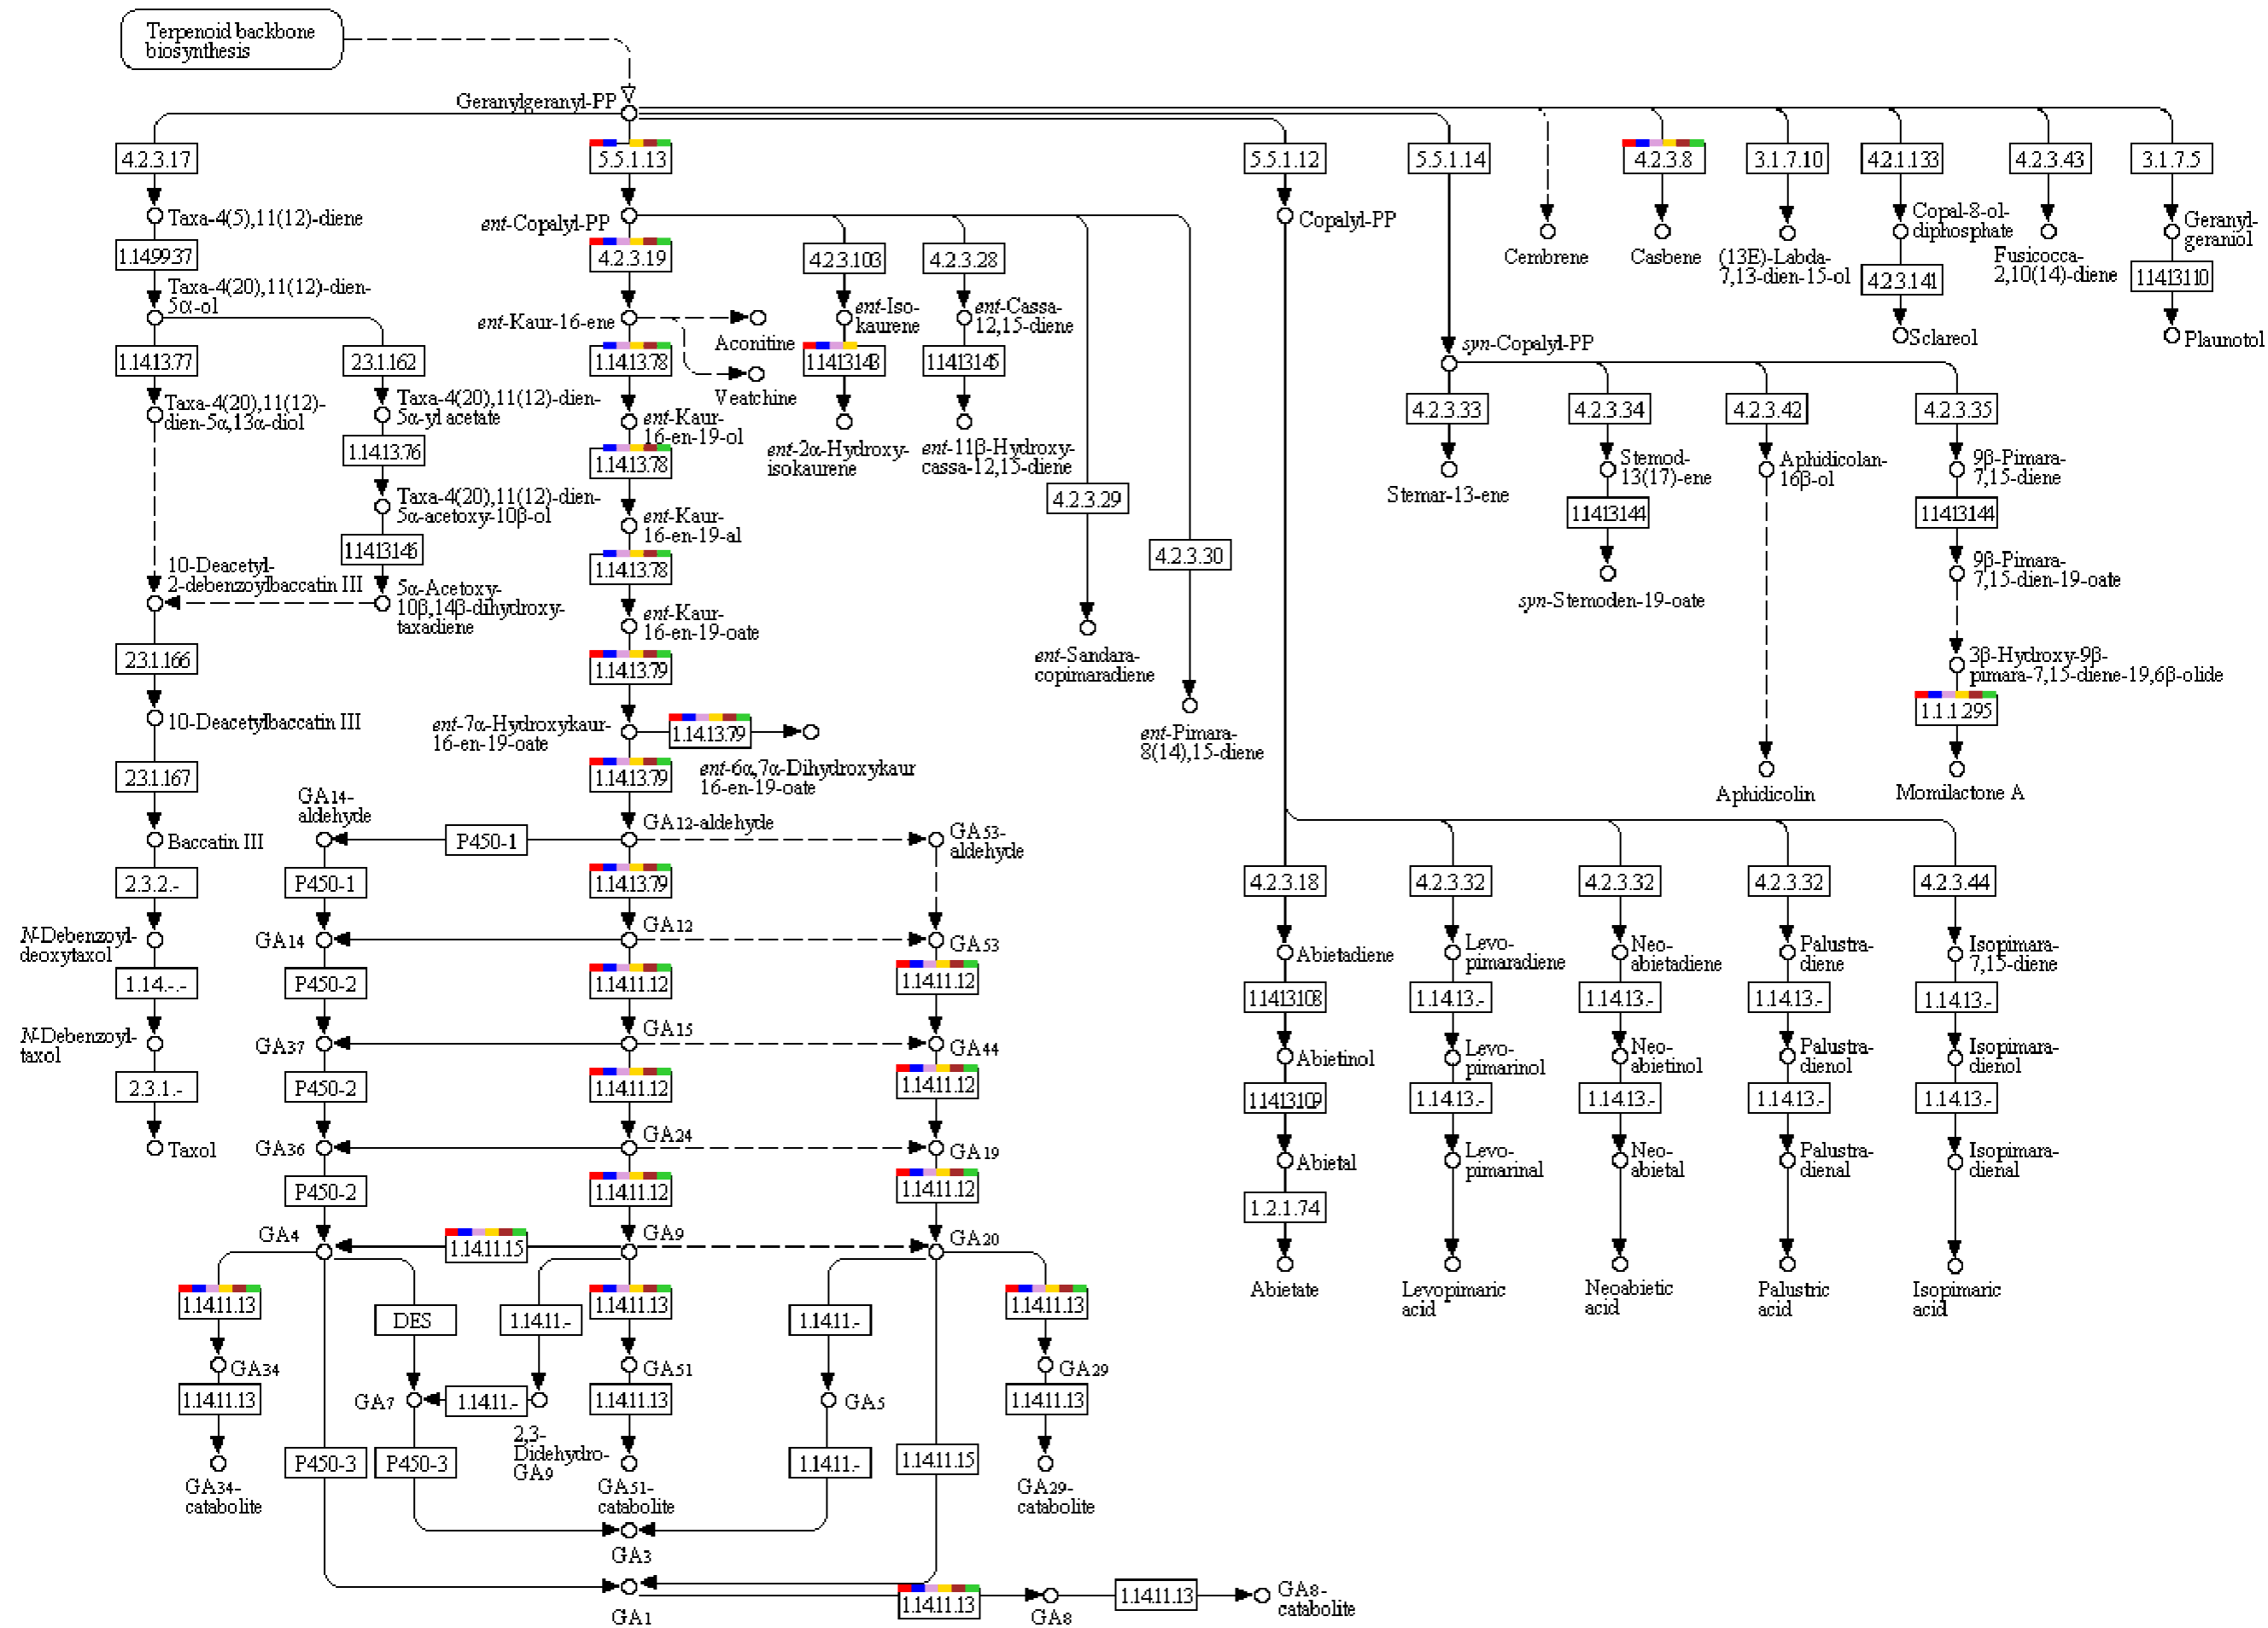 Terpenoid backbone
biosynthesis
Geranylgeranyl-PP
4.2.3.17
5.5.1.13
5.5.1.12
5.5.1.14
4.2.3.8
3.1.7.10
4.2.1.133
4.2.3.43
3.1.7.5
Taxa-4(5),11(12)-diene
ent-Copalyl-PP
Copalyl-PP
Cembrene
Casbene
(13E)-Labda-
7,13-dien-15-ol
Copal-8-ol-
diphosphate
Fusicocca-
2,10(14)-diene
Geranyl-
geraniol
1.14.99.37
4.2.3.19
4.2.3.103
4.2.3.28
4.2.3.141
1.14.13.110
Taxa-4(20),11(12)-dien-
5α-ol
ent-Kaur-16-ene
Aconitine
Veatchine
ent-Iso-
kaurene
ent-Cassa-
12,15-diene
syn-Copalyl-PP
Sclareol
Plaunotol
1.14.13.77
2.3.1.162
1.14.13.78
1.14.13.143
1.14.13.145
Taxa-4(20),11(12)-
dien-5α,13α-diol
Taxa-4(20),11(12)-dien-
5α-yl acetate
ent-Kaur-
16-en-19-ol
ent-2α-Hydroxy-
isokaurene
ent-11β-Hydroxy-
cassa-12,15-diene
4.2.3.33
4.2.3.34
4.2.3.42
4.2.3.35
1.14.13.76
1.14.13.78
4.2.3.29
Stemar-13-ene
Stemod-
13(17)-ene
Aphidicolan-
16β-ol
9β-Pimara-
7,15-diene
Taxa-4(20),11(12)-dien-
5α-acetoxy-10β-ol
ent-Kaur-
16-en-19-al
1.14.13.144
1.14.13.144
1.14.13.146
1.14.13.78
4.2.3.30
syn-Stemoden-19-oate
9β-Pimara-
7,15-dien-19-oate
10-Deacetyl-
2-debenzoylbaccatin III
5α-Acetoxy-
10β,14β-dihydroxy-
taxadiene
ent-Kaur-
16-en-19-oate
ent-Sandara-
copimaradiene
3β-Hydroxy-9β-
pimara-7,15-diene-19,6β-olide
2.3.1.166
1.14.13.79
1.1.1.295
10-Deacetylbaccatin III
ent-7α-Hydroxykaur-
16-en-19-oate
1.14.13.79
ent-6α,7α-Dihydroxykaur
16-en-19-oate
ent-Pimara-
8(14),15-diene
2.3.1.167
1.14.13.79
Aphidicolin
Momilactone A
GA14-
aldehyde
P450-1
GA12-aldehyde
GA53-
aldehyde
Baccatin III
2.3.2.-
P450-1
1.14.13.79
4.2.3.18
4.2.3.32
4.2.3.32
4.2.3.32
4.2.3.44
N-Debenzoyl-
deoxytaxol
GA14
GA12
GA53
Abietadiene
Levo-
pimaradiene
Neo-
abietadiene
Palustra-
diene
Isopimara-
7,15-diene
1.14.-.-
P450-2
1.14.11.12
1.14.11.12
1.14.13.108
1.14.13.-
1.14.13.-
1.14.13.-
1.14.13.-
N-Debenzoyl-
taxol
GA37
GA15
GA44
Abietinol
Levo-
pimarinol
Neo-
abietinol
Palustra-
dienol
Isopimara-
dienol
2.3.1.-
P450-2
1.14.11.12
1.14.11.12
1.14.13.109
1.14.13.-
1.14.13.-
1.14.13.-
1.14.13.-
Taxol
GA36
GA24
GA19
Abietal
Levo-
pimarinal
Neo-
abietal
Palustra-
dienal
Isopimara-
dienal
P450-2
1.14.11.12
1.14.11.12
1.2.1.74
GA4
1.14.11.15
GA9
GA20
Abietate
Levopimaric
acid
Neoabietic
acid
Palustric
acid
Isopimaric
acid
1.14.11.13
DES
1.14.11.-
1.14.11.13
1.14.11.-
1.14.11.13
GA34
GA51
GA29
1.14.11.13
GA7
1.14.11.-
1.14.11.13
GA5
1.14.11.13
2,3-
Didehydro-
GA9
P450-3
P450-3
1.14.11.-
1.14.11.15
GA34-
catabolite
GA51-
catabolite
GA29-
catabolite
GA3
GA1
1.14.11.13
GA8
1.14.11.13
GA8-
catabolite